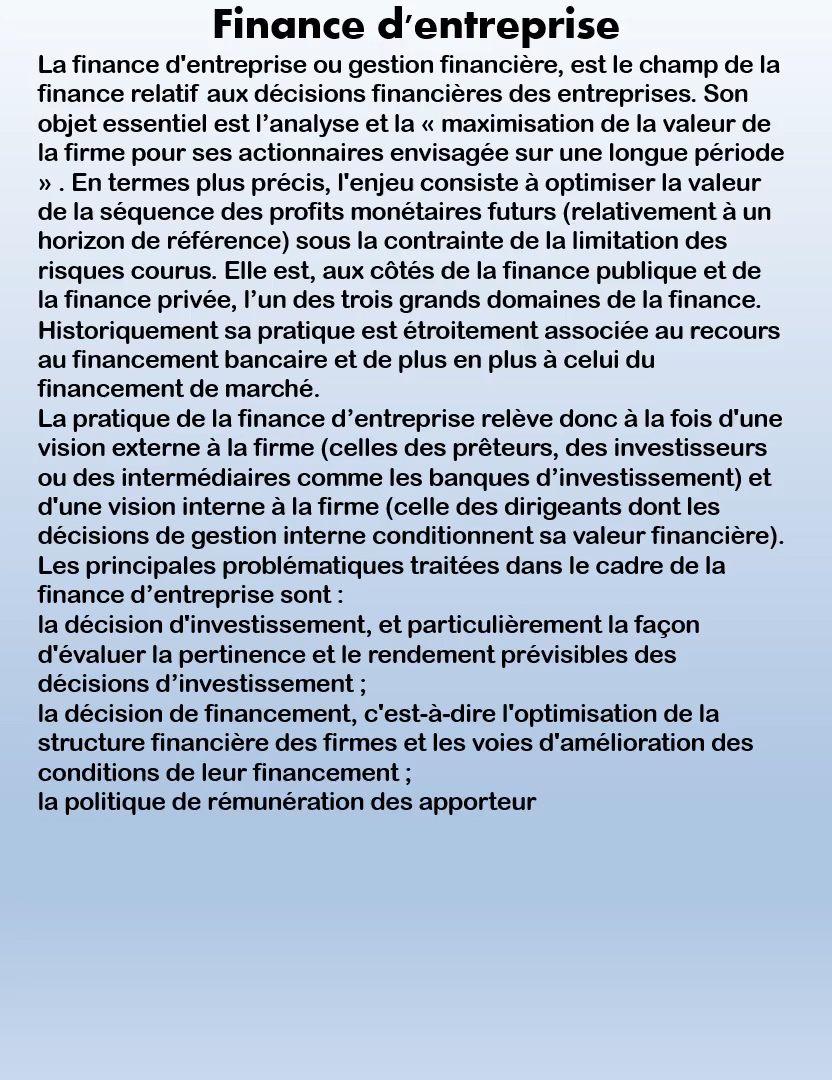 Finance d’entreprise
La finance d'entreprise ou gestion financière, est le champ de la
finance relatif aux décisions financières des entreprises. Son
objet essentiel est l’analyse et la « maximisation de la valeur de
la firme pour ses actionnaires envisagée sur une longue période
» . En termes plus précis, l'enjeu consiste à optimiser la valeur
de la séquence des profits monétaires futurs (relativement à un
horizon de référence) sous la contrainte de la limitation des
risques courus. Elle est, aux côtés de la finance publique et de
la finance privée, l’un des trois grands domaines de la finance.
Historiquement sa pratique est étroitement associée au recours
au financement bancaire et de plus en plus à celui du
financement de marché.
La pratique de la finance d’entreprise relève donc à la fois d'une
vision externe à la firme (celles des prêteurs, des investisseurs
ou des intermédiaires comme les banques d’investissement) et
d'une vision interne à la firme (celle des dirigeants dont les
décisions de gestion interne conditionnent sa valeur financière).
Les principales problématiques traitées dans le cadre de la
finance d’entreprise sont :
la décision d'investissement, et particulièrement la façon
d'évaluer la pertinence et le rendement prévisibles des
décisions d’investissement ;
la décision de financement, c'est-à-dire l'optimisation de la
structure financière des firmes et les voies d'amélioration des
conditions de leur financement ;
la politique de rémunération des apporteur